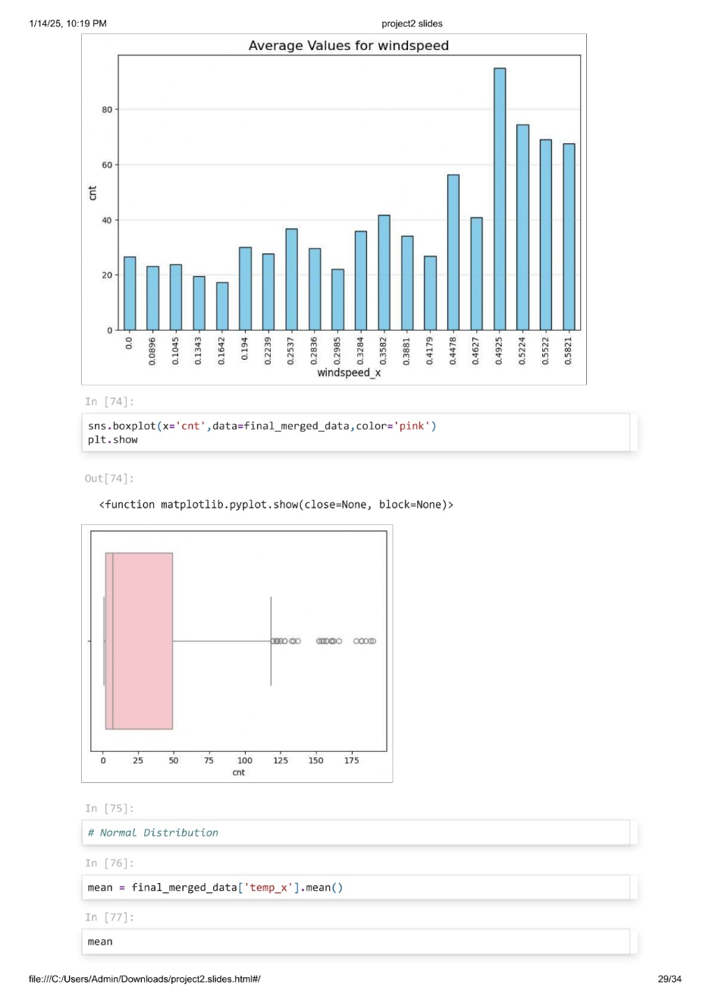 1/14/25, 10:19 PM
project2 slides
Average Values for windspeed
cnt
80
60
40
20
0
0.0
0.0896
0.1045
0.1343
0.1642
0.194
0.2239
0.2537
0.2836
0.2985
0.3284
0.3582
0.3881
0.4179
0.4478
0.4627
0.4925
0.5224
0.5522
0.5821
windspeed_x
In [74]:
sns.boxplot(x='cnt',data=final_merged_data,color='pink')
plt.show
Out[74]:
<function matplotlib.pyplot.show(close=None, block=None)>
0 25 50 75 100 125 150 175
cnt
In [75]:
# Normal Distribution
In [76]:
mean = final_merged_data['temp_x'].mean()
In [77]:
mean
file:///C:/Users/Admin/Downloads/project2.slides.html#/
29/34